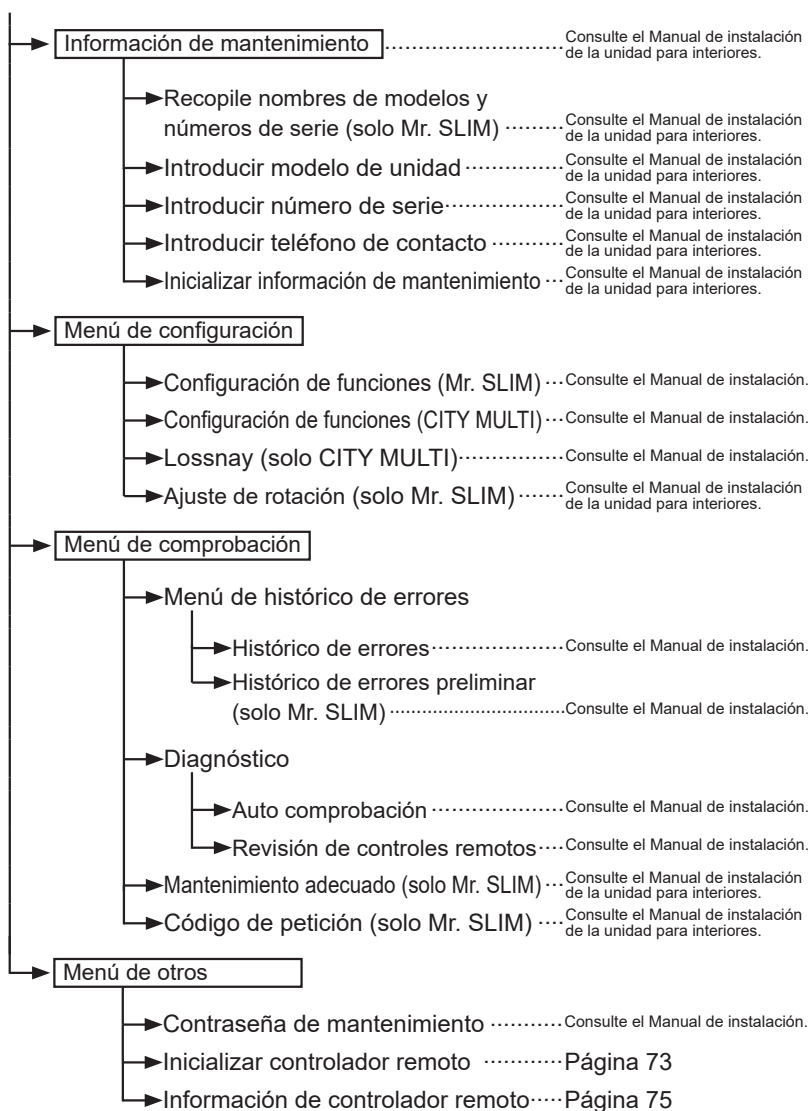 Información de mantenimiento ........................... Consulte el Manual de instalación
de la unidad para interiores.
Recopile nombres de modelos y
números de serie (solo Mr. SLIM) ......... Consulte el Manual de instalación
de la unidad para interiores.
Introducir modelo de unidad ............... Consulte el Manual de instalación
de la unidad para interiores.
Introducir número de serie.................. Consulte el Manual de instalación
de la unidad para interiores.
Introducir teléfono de contacto ........... Consulte el Manual de instalación
de la unidad para interiores.
Inicializar información de mantenimiento ... Consulte el Manual de instalación
de la unidad para interiores.
Menú de configuración
Configuración de funciones (Mr. SLIM) ... Consulte el Manual de instalación.
Configuración de funciones (CITY MULTI) ... Consulte el Manual de instalación.
Lossnay (solo CITY MULTI)................ Consulte el Manual de instalación.
Ajuste de rotación (solo Mr. SLIM) ....... Consulte el Manual de instalación
de la unidad para interiores.
Menú de comprobación
Menú de histórico de errores
Histórico de errores.................... Consulte el Manual de instalación.
Histórico de errores preliminar
(solo Mr. SLIM) ................................ Consulte el Manual de instalación.
Diagnóstico
Auto comprobación .................... Consulte el Manual de instalación.
Revisión de controles remotos.... Consulte el Manual de instalación.
Mantenimiento adecuado (solo Mr. SLIM) ... Consulte el Manual de instalación
de la unidad para interiores.
Código de petición (solo Mr. SLIM) .... Consulte el Manual de instalación
de la unidad para interiores.
Menú de otros
Contraseña de mantenimiento ........... Consulte el Manual de instalación.
Inicializar controlador remoto ............ Página 73
Información de controlador remoto..... Página 75